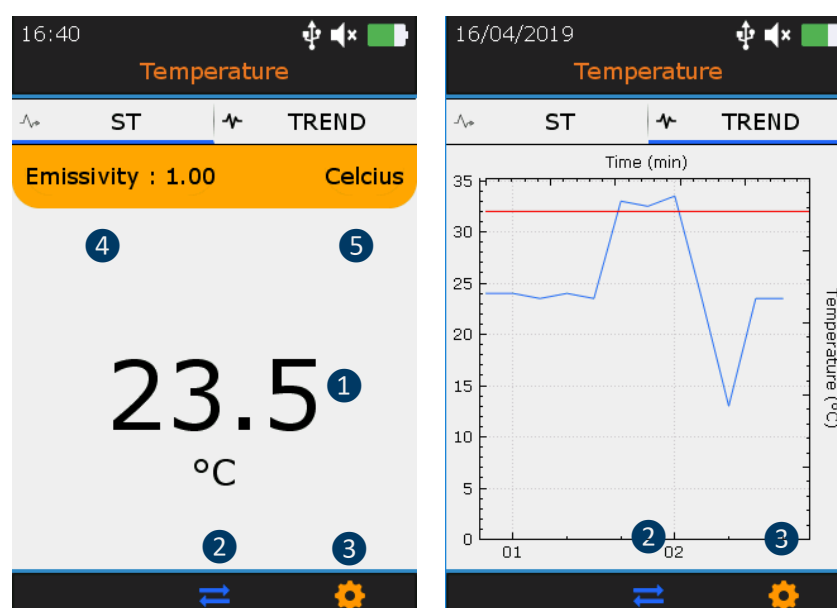 16:40
Temperature
ST
TREND
Emissivity : 1.00
Celcius
4
5
23.5
1
°C
2
3
16/04/2019
Temperature
ST
TREND
Time (min)
35
30
25
20
15
10
5
0
01
02
Temperature (°C)
2
3